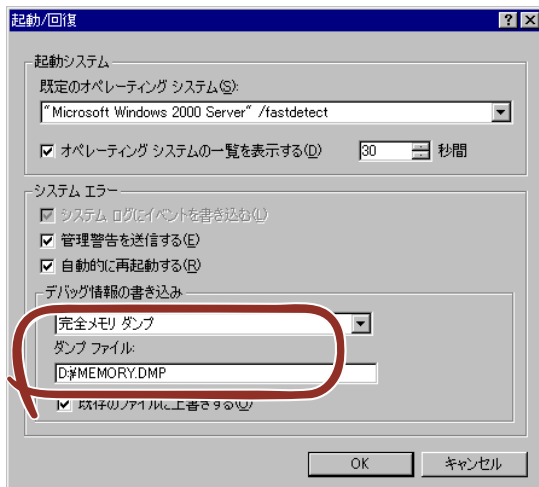 起動/回復
起動システム
既定のオペレーティング システム(S):
"Microsoft Windows 2000 Server" /fastdetect
オペレーティング システムの一覧を表示する(D) 30 秒間
システム エラー
システム ログにイベントを書き込む(L)
管理警告を送信する(E)
自動的に再起動する(R)
デバッグ情報の書き込み
完全メモリ ダンプ
ダンプ ファイル:
D:¥MEMORY.DMP
既存のファイルに上書きする(O)
OK キャンセル